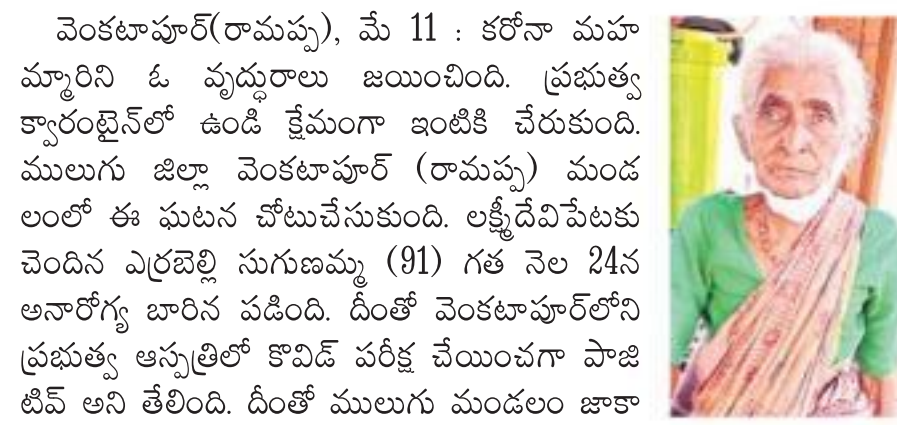 వెంకటాపూర్(రామప్ప), మే 11 : కరోనా మహ
మ్మారిని ఓ వృద్ధురాలు జయించింది. ప్రభుత్వ
క్వారంటైన్‌లో ఉండి క్షేమంగా ఇంటికి చేరుకుంది.
ములుగు జిల్లా వెంకటాపూర్ (రామప్ప) మండ
లంలో ఈ ఘటన చోటుచేసుకుంది. లక్ష్మీదేవిపేటకు
చెందిన ఎర్రబెల్లి సుగుణమ్మ (91) గత నెల 24న
అనారోగ్య బారిన పడింది. దీంతో వెంకటాపూర్‌లోని
ప్రభుత్వ ఆస్పత్రిలో కొవిడ్ పరీక్ష చేయించగా పాజి
టివ్ అని తేలింది. దీంతో ములుగు మండలం జాకా